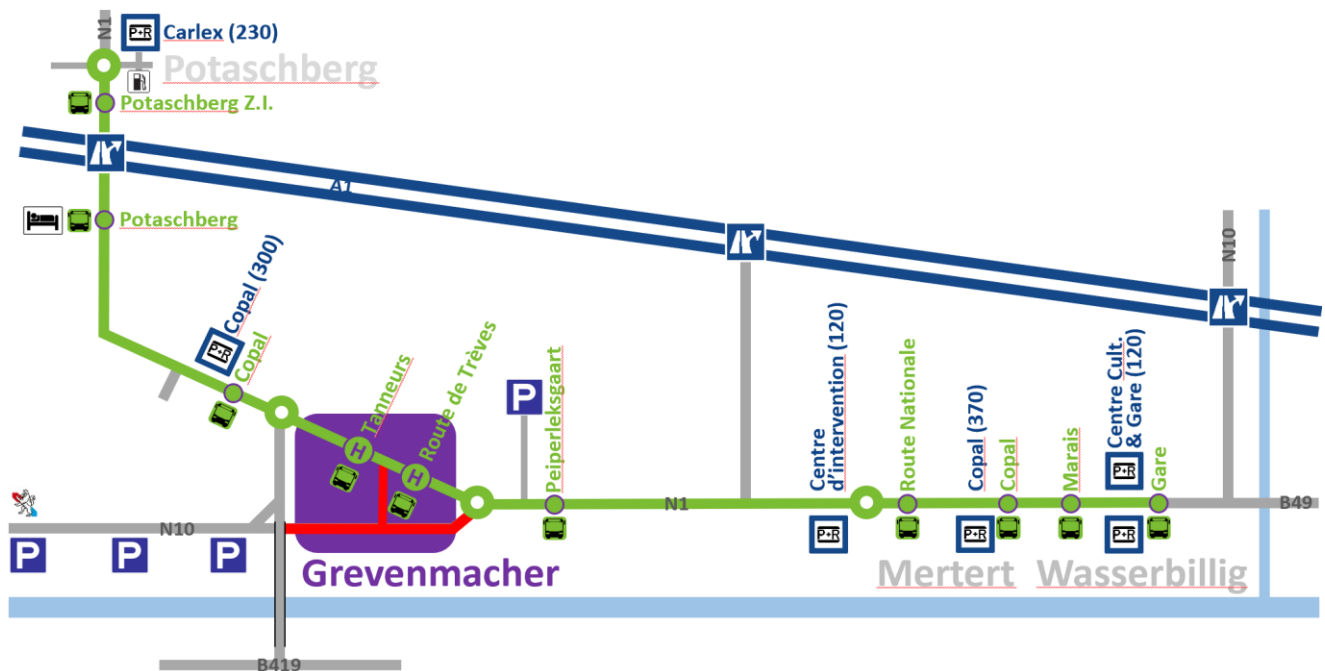 N1
P+R
Carlex (230)
Potaschberg
Potaschberg Z.I.
A1
Potaschberg
N10
Copal (300)
P+R
Copal
Tanneurs
Route de Trèves
P
Peiperleksgaart
Centre
d'intervention (120)
Route Nationale
Copal (370)
Copal
Marais
Centre Cult.
& Gare (120)
P+R
Gare
H
H
N1
B49
N10
P
P
P
P+R
P+R
P+R
Grevenmacher
Mertert
Wasserbillig
B419